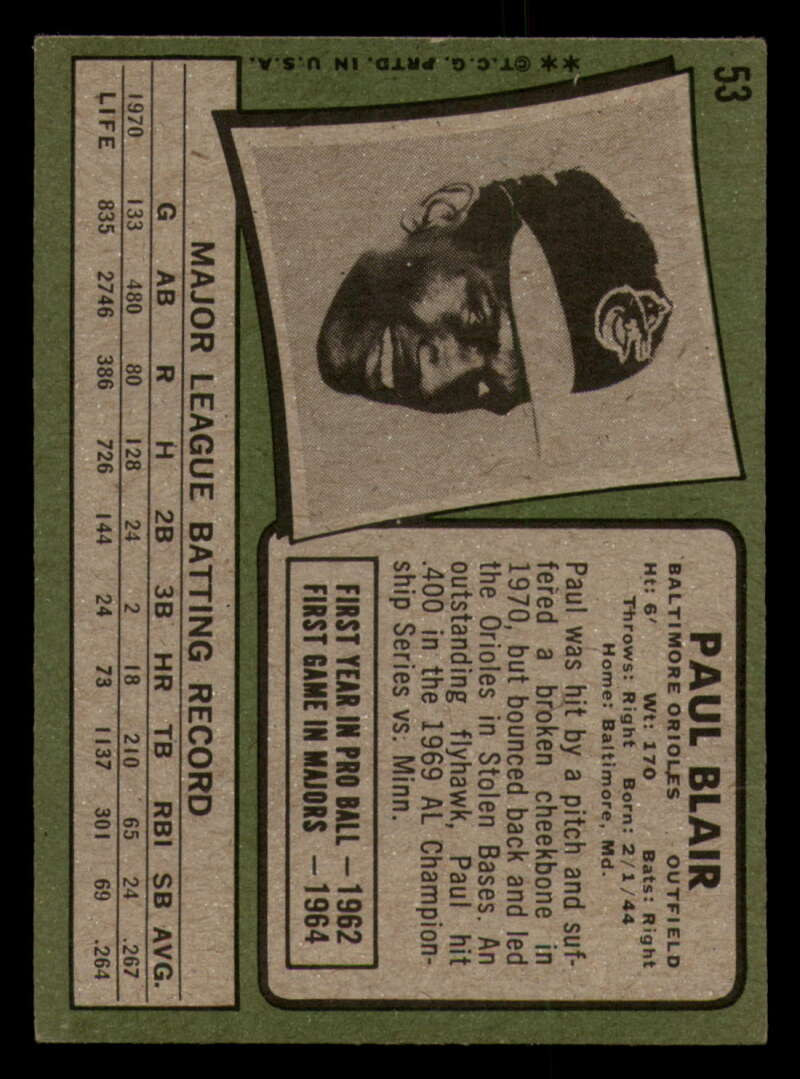 53
**©T.C.G. PRTD. IN U.S.A.
PAUL BLAIR
BALTIMORE ORIOLES OUTFIELD
Ht: 6' Wt: 170 Bats: Right
Throws: Right Born: 2/1/44
Home: Baltimore, Md.
Paul was hit by a pitch and suf-
fered a broken cheekbone in
1970, but bounced back and led
the Orioles in Stolen Bases. An
outstanding flyhawk, Paul hit
.400 in the 1969 AL Champion-
ship Series vs: Minn.
FIRST YEAR IN PRO BALL — 1962
FIRST GAME IN MAJORS — 1964
MAJOR LEAGUE BATTING RECORD
G AB R H 2B 3B HR TB RBI SB AVG.
1970 133 480 80 128 24 2 18 210 65 24 .267
LIFE 835 2746 386 726 144 24 73 1137 301 69 .264